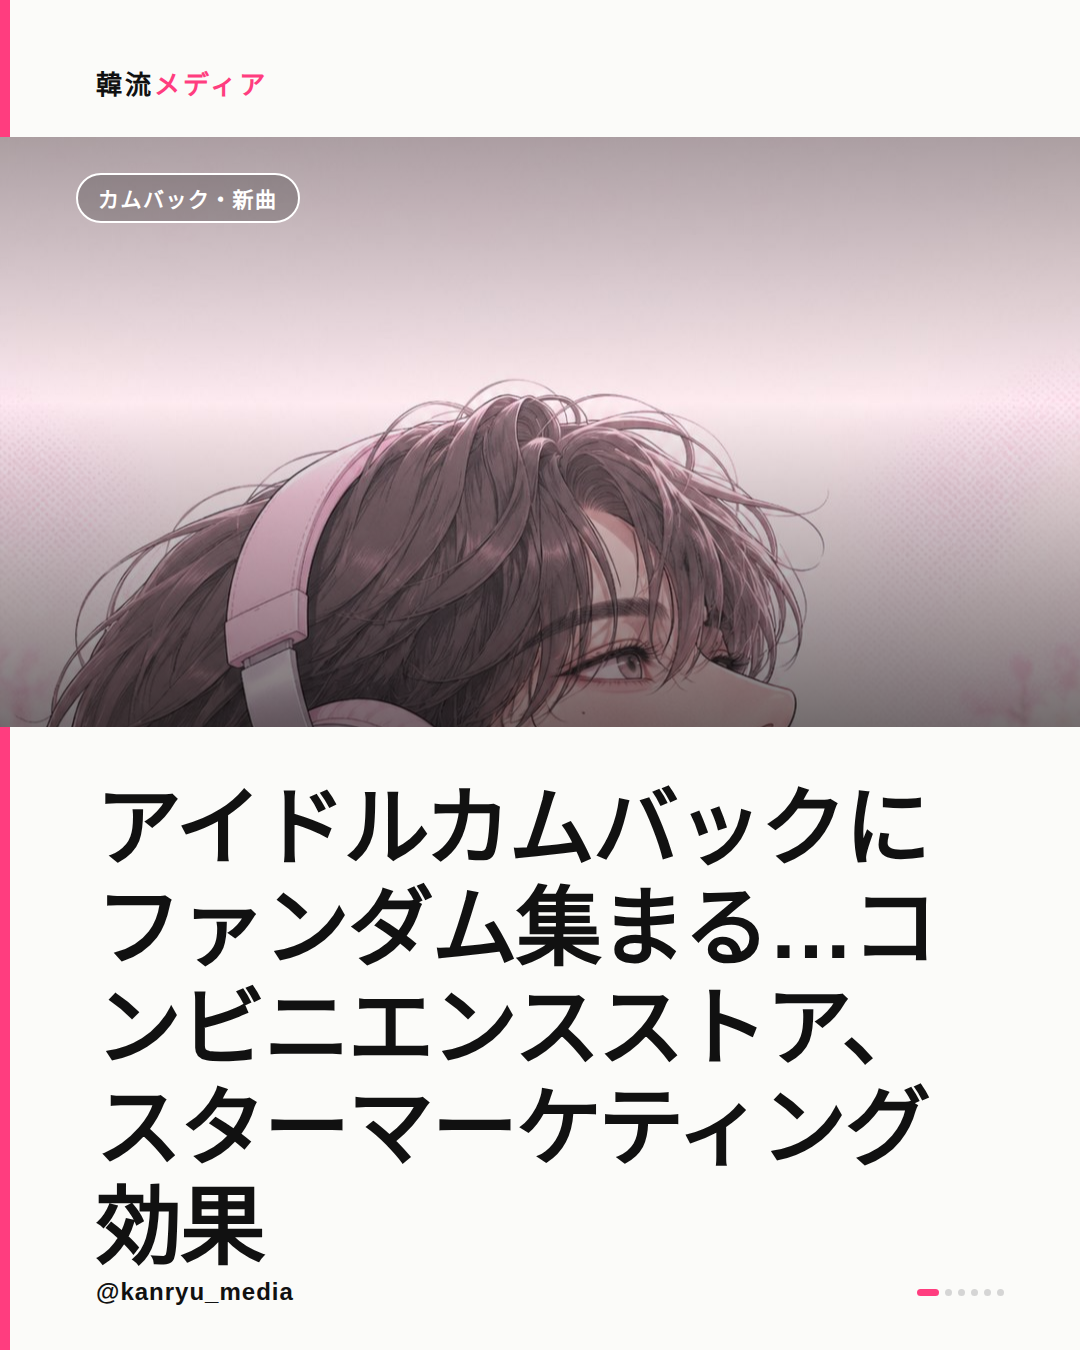 韓流メディア
カムバック・新曲
アイドルカムバックに
ファンダム集まる…コ
ンビニエンスストア、
スターマーケティング
効果
@kanryu_media